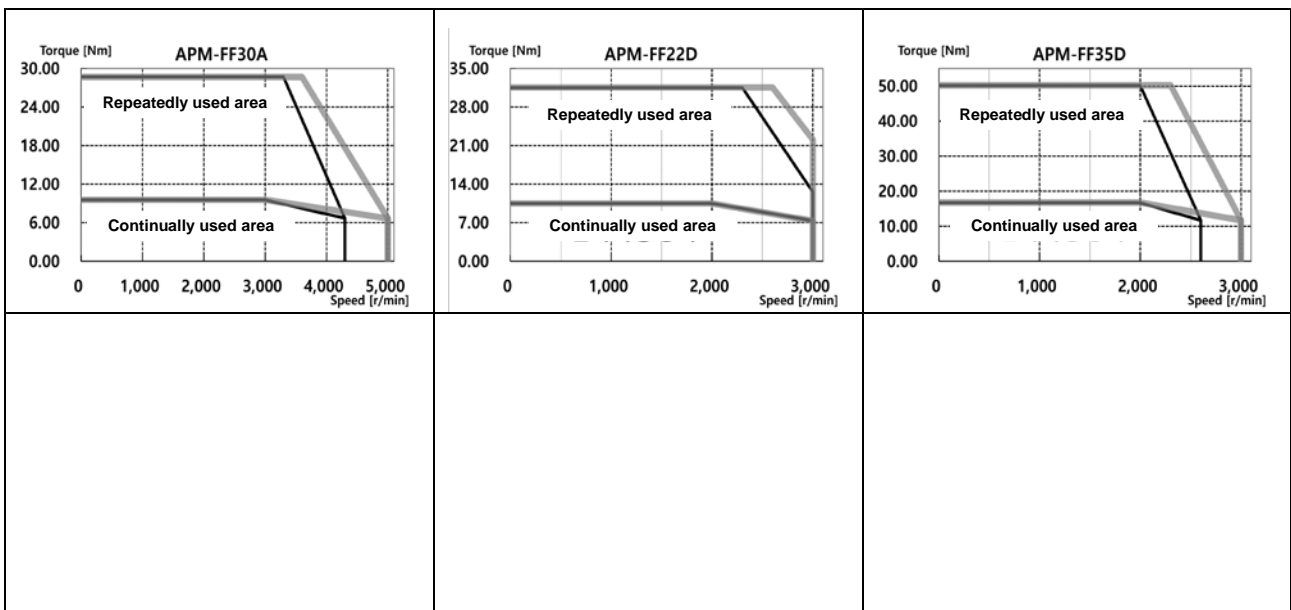 Torque [Nm]
APM-FF30A
30.00
24.00
18.00
12.00
6.00
0.00
Repeatedly used area
Continually used area
0 1,000 2,000 3,000 4,000 5,000
Speed [r/min]
Torque [Nm]
APM-FF22D
35.00
28.00
21.00
14.00
7.00
0.00
Repeatedly used area
Continually used area
0 1,000 2,000 3,000
Speed [r/min]
Torque [Nm]
APM-FF35D
50.00
40.00
30.00
20.00
10.00
0.00
Repeatedly used area
Continually used area
0 1,000 2,000 3,000
Speed [r/min]